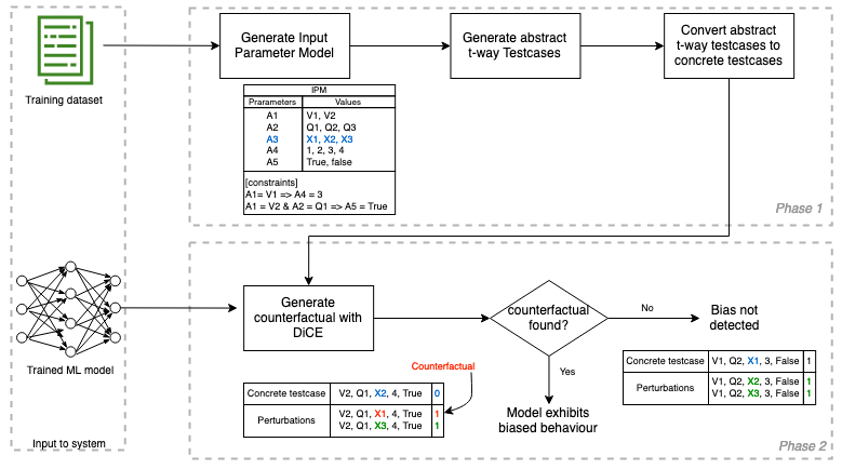 Training dataset
Generate Input
Parameter Model
Generate abstract
t-way Testcases
Convert abstract
t-way testcases to
concrete testcases
IPM
Prarameters Values
A1 V1, V2
A2 Q1, Q2, Q3
A3 X1, X2, X3
A4 1, 2, 3, 4
A5 True, false
[constraints]
A1= V1 => A4 = 3
A1 = V2 & A2 = Q1 => A5 = True
Phase 1
Trained ML model
Input to system
Generate
counterfactual with
DiCE
counterfactual
found?
No
Bias not
detected
Yes
Model exhibits
biased behaviour
Counterfactual
Concrete testcase V2, Q1, X2, 4, True 0
Perturbations
V2, Q1, X1, 4, True 1
V2, Q1, X3, 4, True 1
Concrete testcase V1, Q2, X1, 3, False 1
Perturbations
V1, Q2, X2, 3, False 1
V1, Q2, X3, 3, False 1
Phase 2